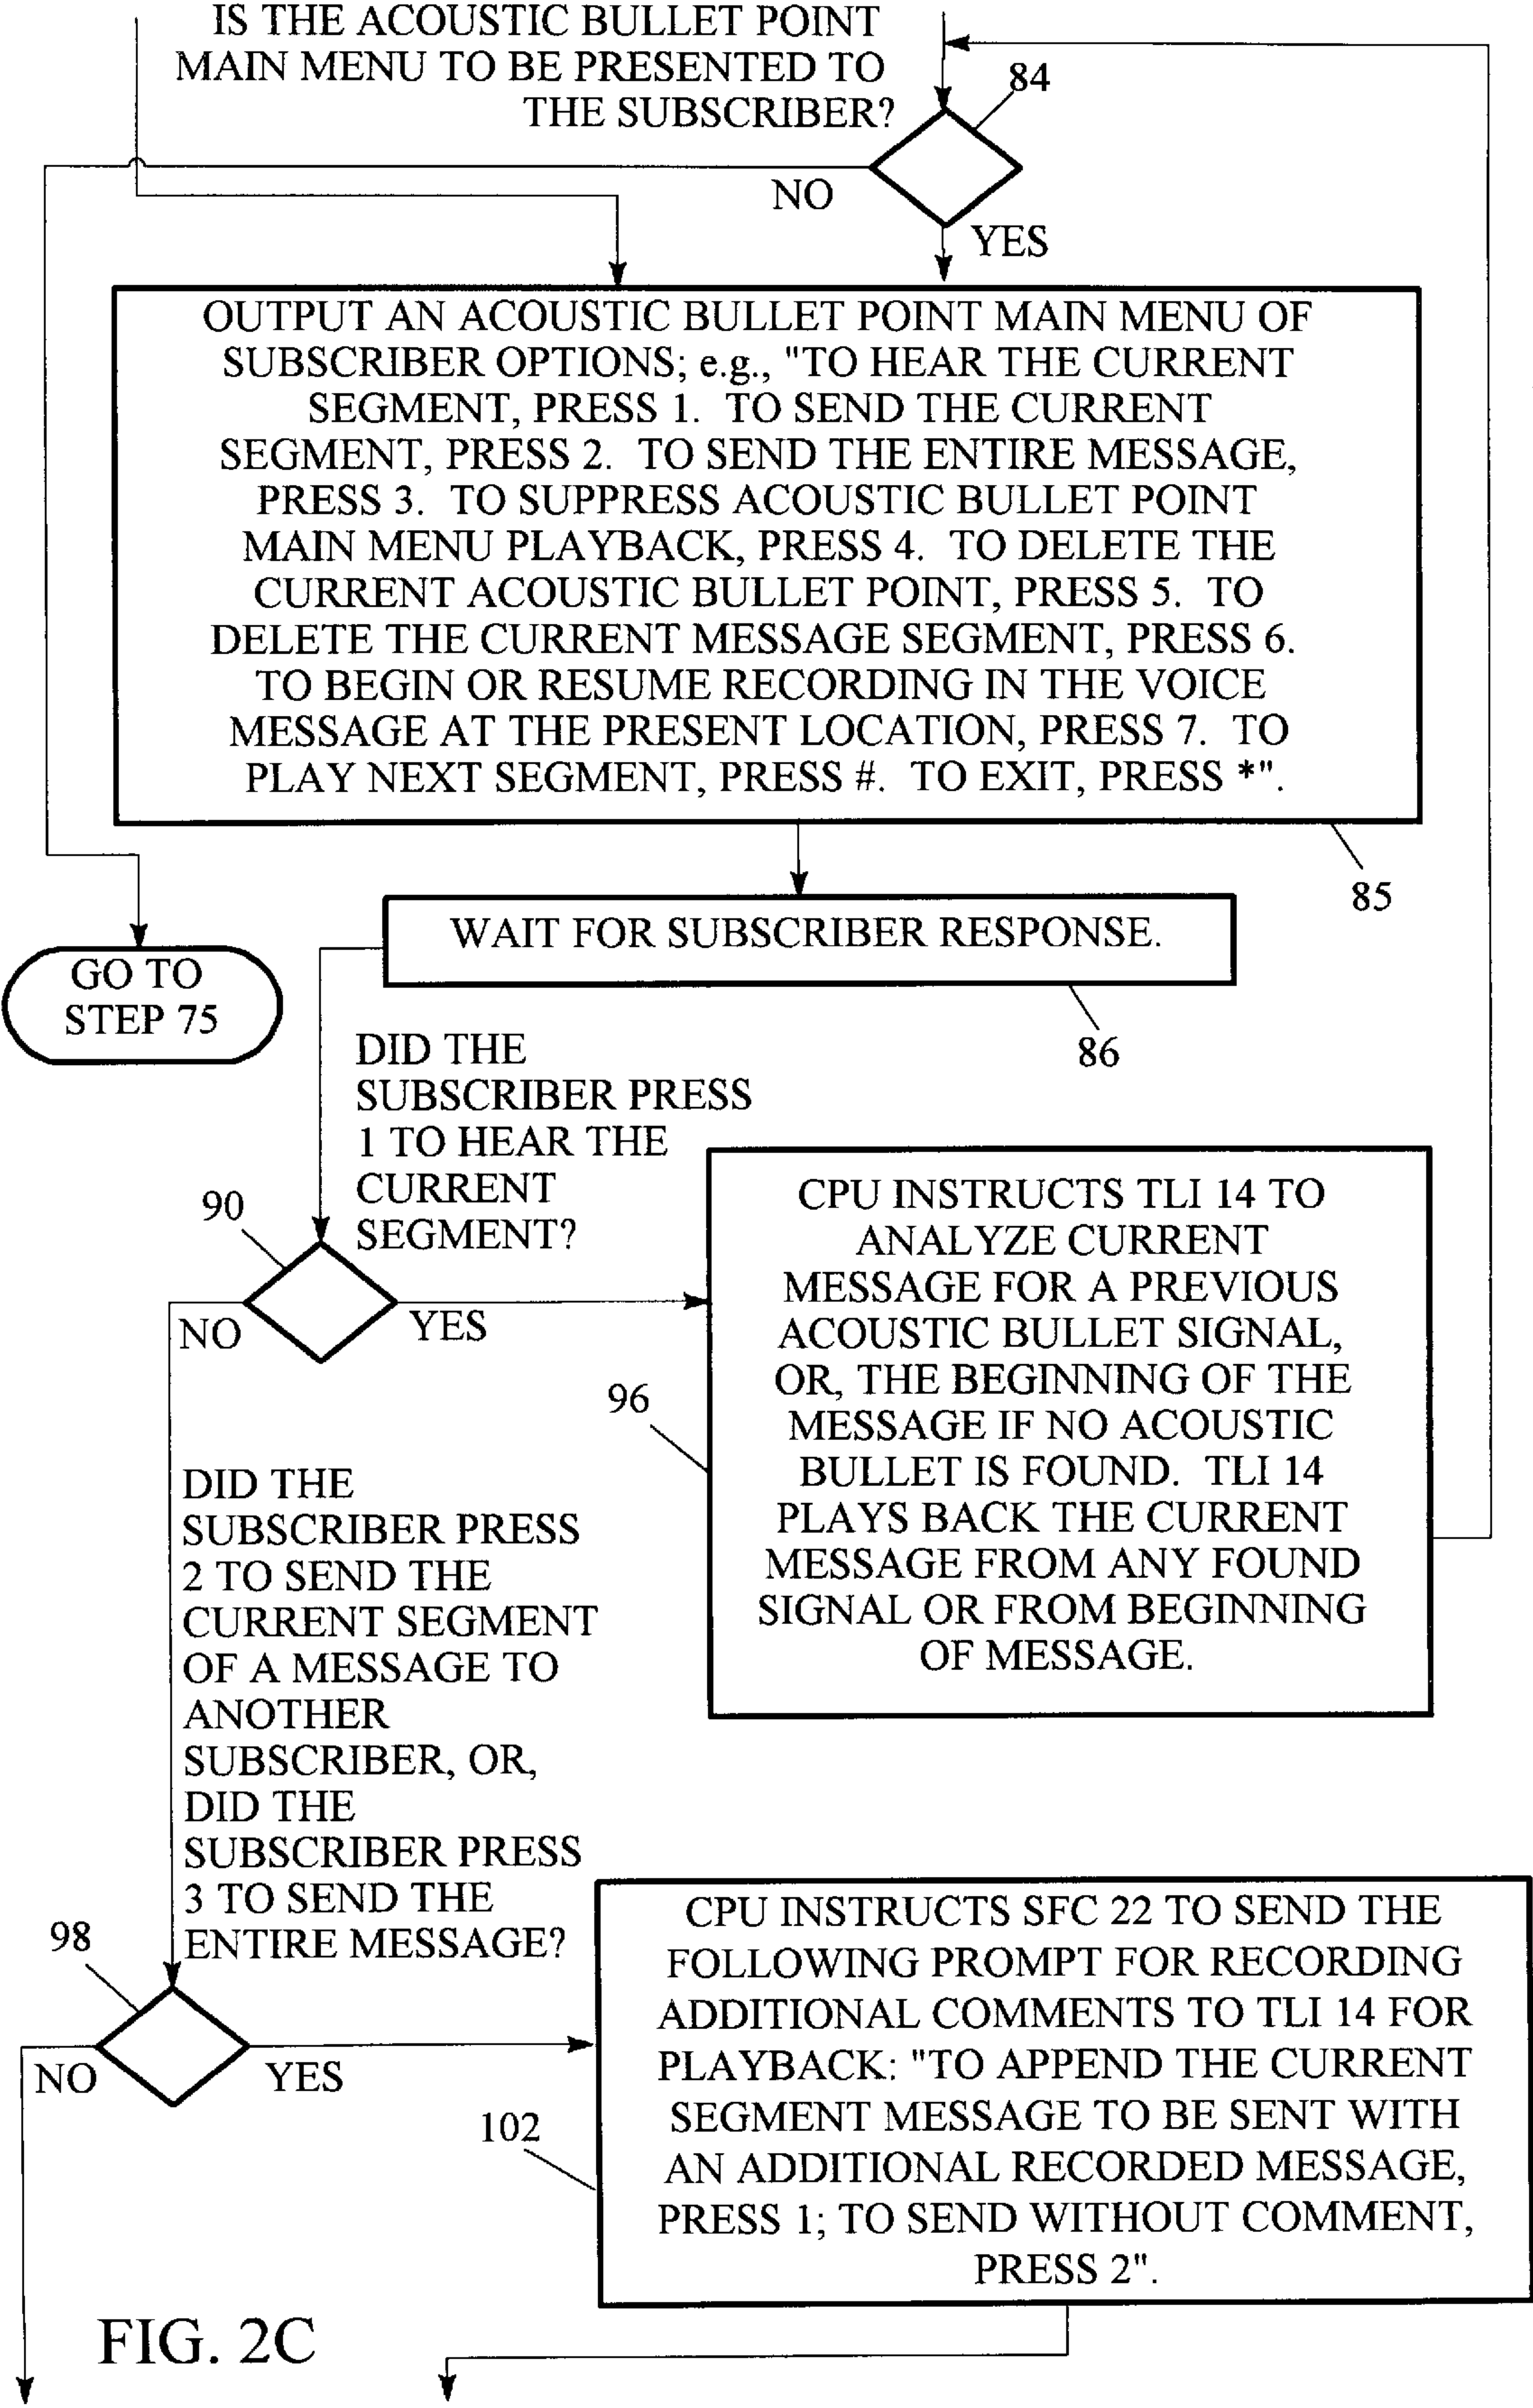 IS THE ACOUSTIC BULLET POINT
MAIN MENU TO BE PRESENTED TO
THE SUBSCRIBER?
84
NO
YES
OUTPUT AN ACOUSTIC BULLET POINT MAIN MENU OF
SUBSCRIBER OPTIONS; e.g., "TO HEAR THE CURRENT
SEGMENT, PRESS 1. TO SEND THE CURRENT
SEGMENT, PRESS 2. TO SEND THE ENTIRE MESSAGE,
PRESS 3. TO SUPPRESS ACOUSTIC BULLET POINT
MAIN MENU PLAYBACK, PRESS 4. TO DELETE THE
CURRENT ACOUSTIC BULLET POINT, PRESS 5. TO
DELETE THE CURRENT MESSAGE SEGMENT, PRESS 6.
TO BEGIN OR RESUME RECORDING IN THE VOICE
MESSAGE AT THE PRESENT LOCATION, PRESS 7. TO
PLAY NEXT SEGMENT, PRESS #. TO EXIT, PRESS *".
85
WAIT FOR SUBSCRIBER RESPONSE.
86
GO TO
STEP 75
DID THE
SUBSCRIBER PRESS
1 TO HEAR THE
CURRENT
SEGMENT?
90
NO
YES
CPU INSTRUCTS TLI 14 TO
ANALYZE CURRENT
MESSAGE FOR A PREVIOUS
ACOUSTIC BULLET SIGNAL,
OR, THE BEGINNING OF THE
MESSAGE IF NO ACOUSTIC
BULLET IS FOUND. TLI 14
PLAYS BACK THE CURRENT
MESSAGE FROM ANY FOUND
SIGNAL OR FROM BEGINNING
OF MESSAGE.
96
DID THE
SUBSCRIBER PRESS
2 TO SEND THE
CURRENT SEGMENT
OF A MESSAGE TO
ANOTHER
SUBSCRIBER, OR,
DID THE
SUBSCRIBER PRESS
3 TO SEND THE
ENTIRE MESSAGE?
98
NO
YES
CPU INSTRUCTS SFC 22 TO SEND THE
FOLLOWING PROMPT FOR RECORDING
ADDITIONAL COMMENTS TO TLI 14 FOR
PLAYBACK: "TO APPEND THE CURRENT
SEGMENT MESSAGE TO BE SENT WITH
AN ADDITIONAL RECORDED MESSAGE,
PRESS 1; TO SEND WITHOUT COMMENT,
PRESS 2".
102
FIG. 2C